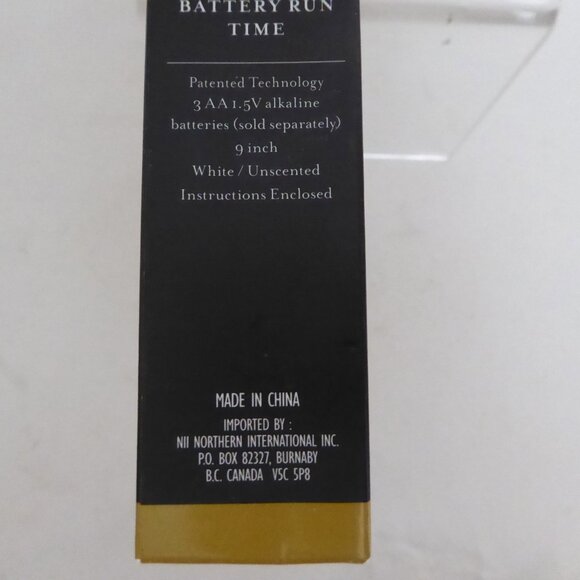 BATTERY RUN
TIME
Patented Technology
3 AA 1.5V alkaline
batteries (sold separately)
9 inch
White / Unscented
Instructions Enclosed
MADE IN CHINA
IMPORTED BY :
NII NORTHERN INTERNATIONAL INC.
P.O. BOX 82327, BURNABY
B.C. CANADA V5C 5P8